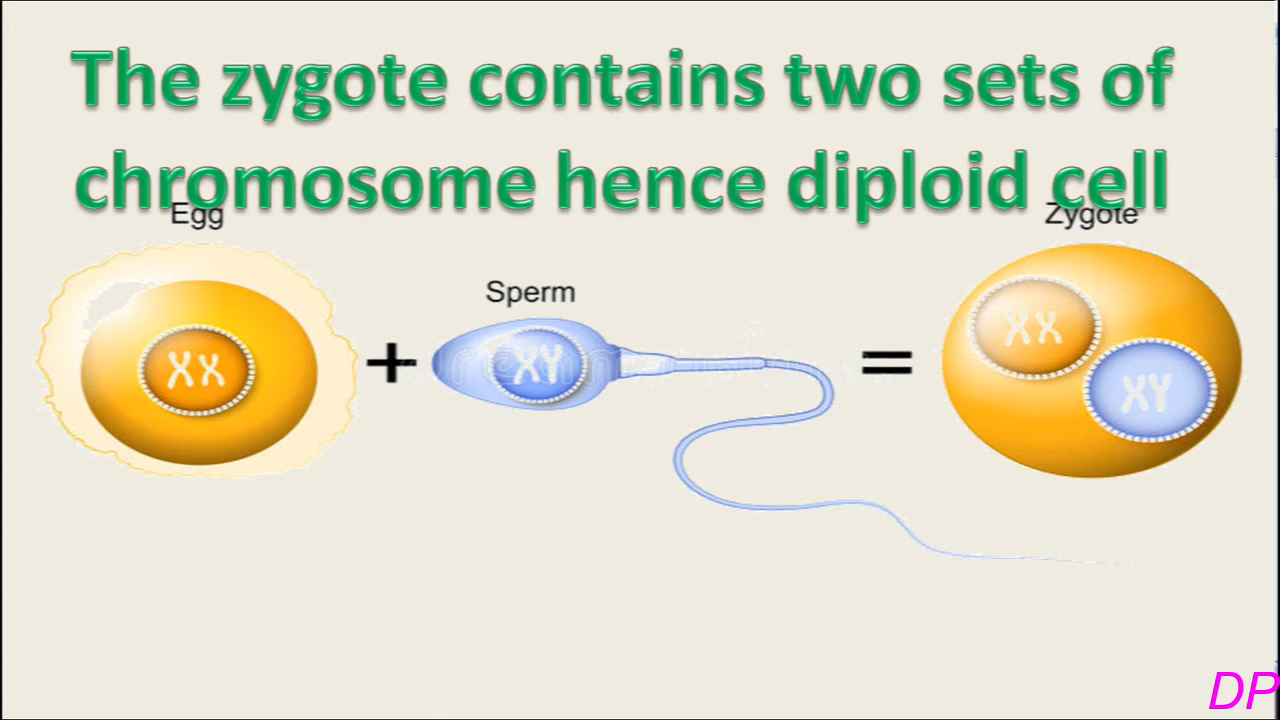 The zygote contains two sets of
chromosome hence diploid cell
Egg
Zygote
Sperm
XX
+
XY
=
XX
XY
DP